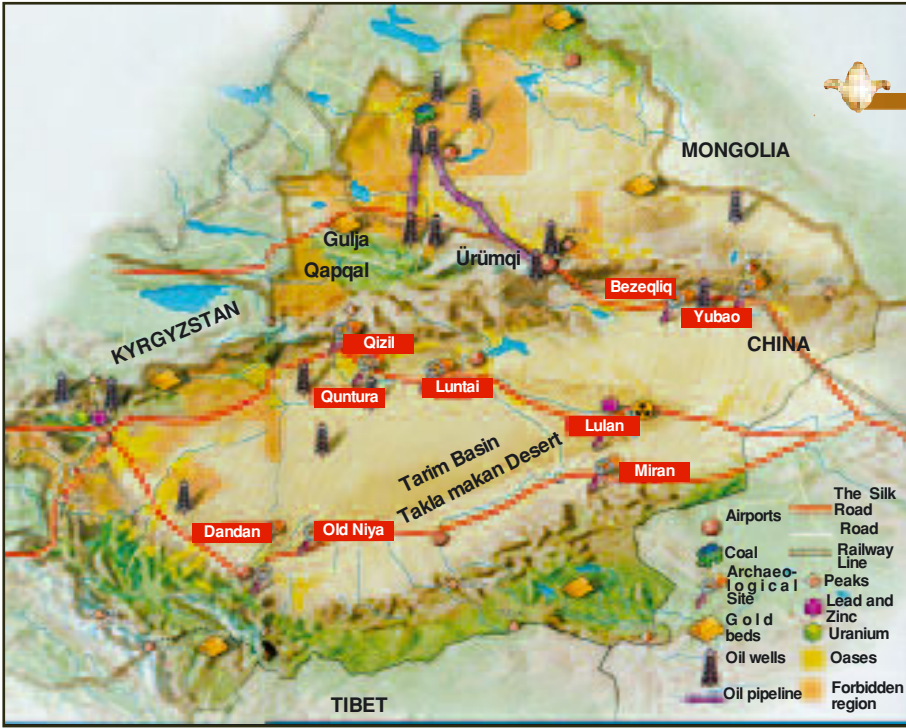 MONGOLIA
Gulja
Ürümqi
Qapqal
Bezeqliq
Yubao
KYRGYZSTAN
CHINA
Qizil
Luntai
Quntura
Lulan
Tarim Basin
Miran
Takla makan Desert
Dandan
Old Niya
TIBET
Airports
Coal
Archaeo-
logical
Site
Gold
beds
Oil wells
Oil pipeline
The Silk
Road
Road
Railway
Line
Peaks
Lead and
Zinc
Uranium
Oases
Forbidden
region